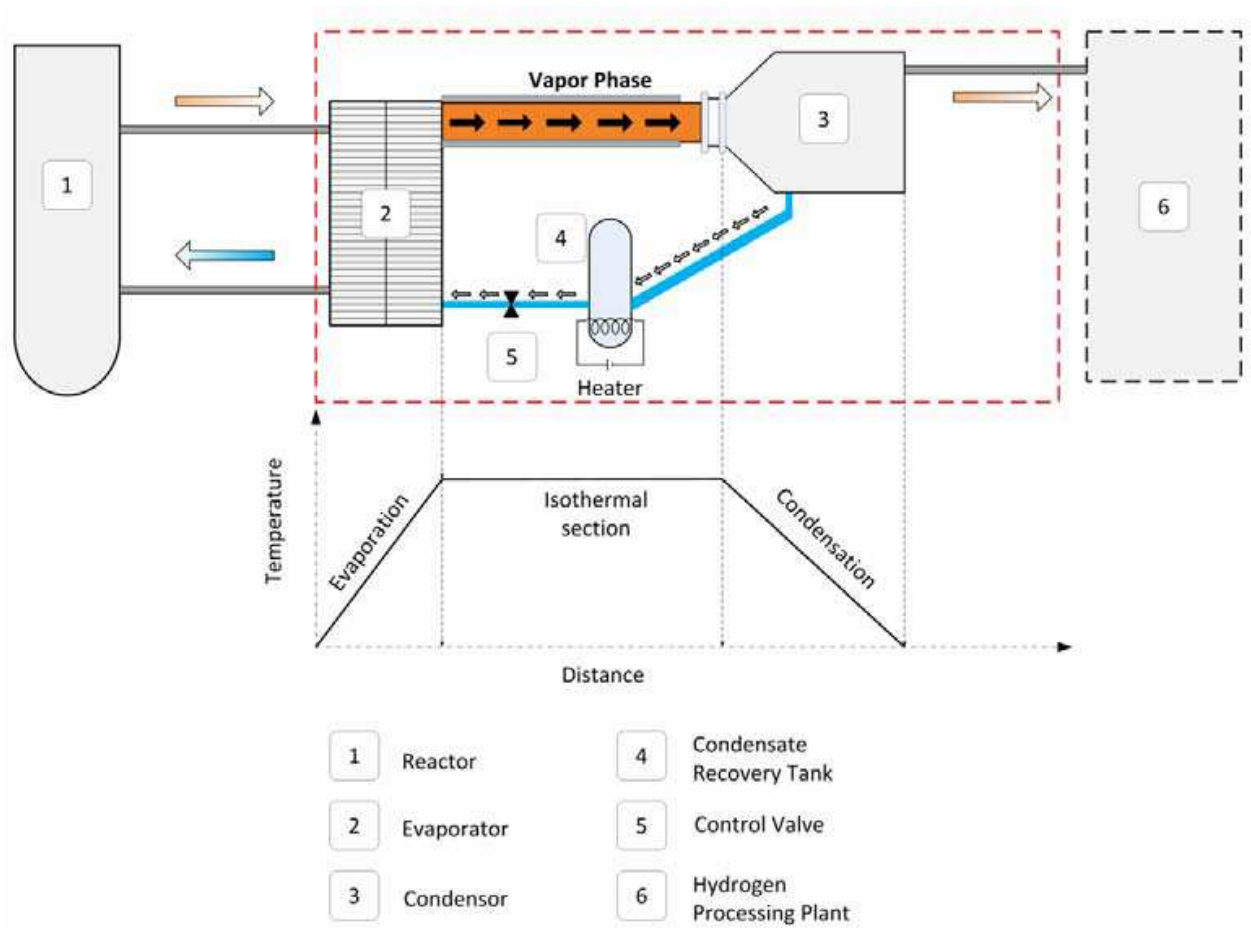 Vapor Phase
1
2
3
4
5
6
Heater
Temperature
Evaporation
Isothermal
section
Condensation
Distance
1 Reactor
2 Evaporator
3 Condensor
4 Condensate
Recovery Tank
5 Control Valve
6 Hydrogen
Processing Plant